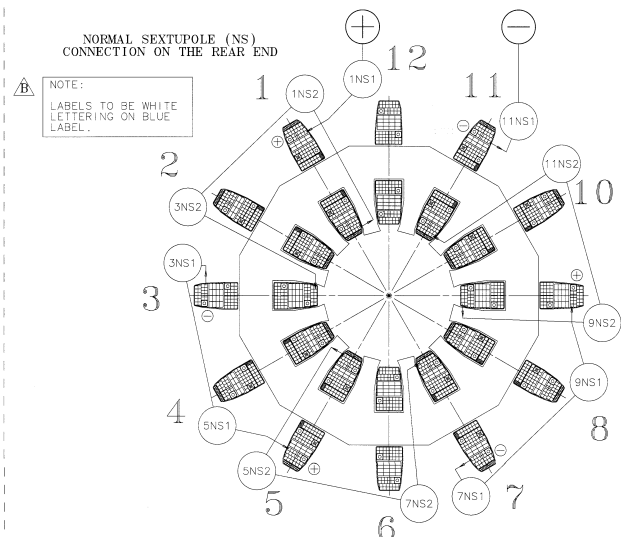 NORMAL SEXTUPOLE (NS)
CONNECTION ON THE REAR END
B
NOTE:
LABELS TO BE WHITE
LETTERING ON BLUE
LABEL.
+
−
12
1NS1
11
1
1NS2
11NS1
+
−
11NS2
2
10
3NS2
3NS1
3
−
+
9NS2
9NS1
4
8
5NS1
5NS2
+
−
7NS2
7NS1
7
5
6